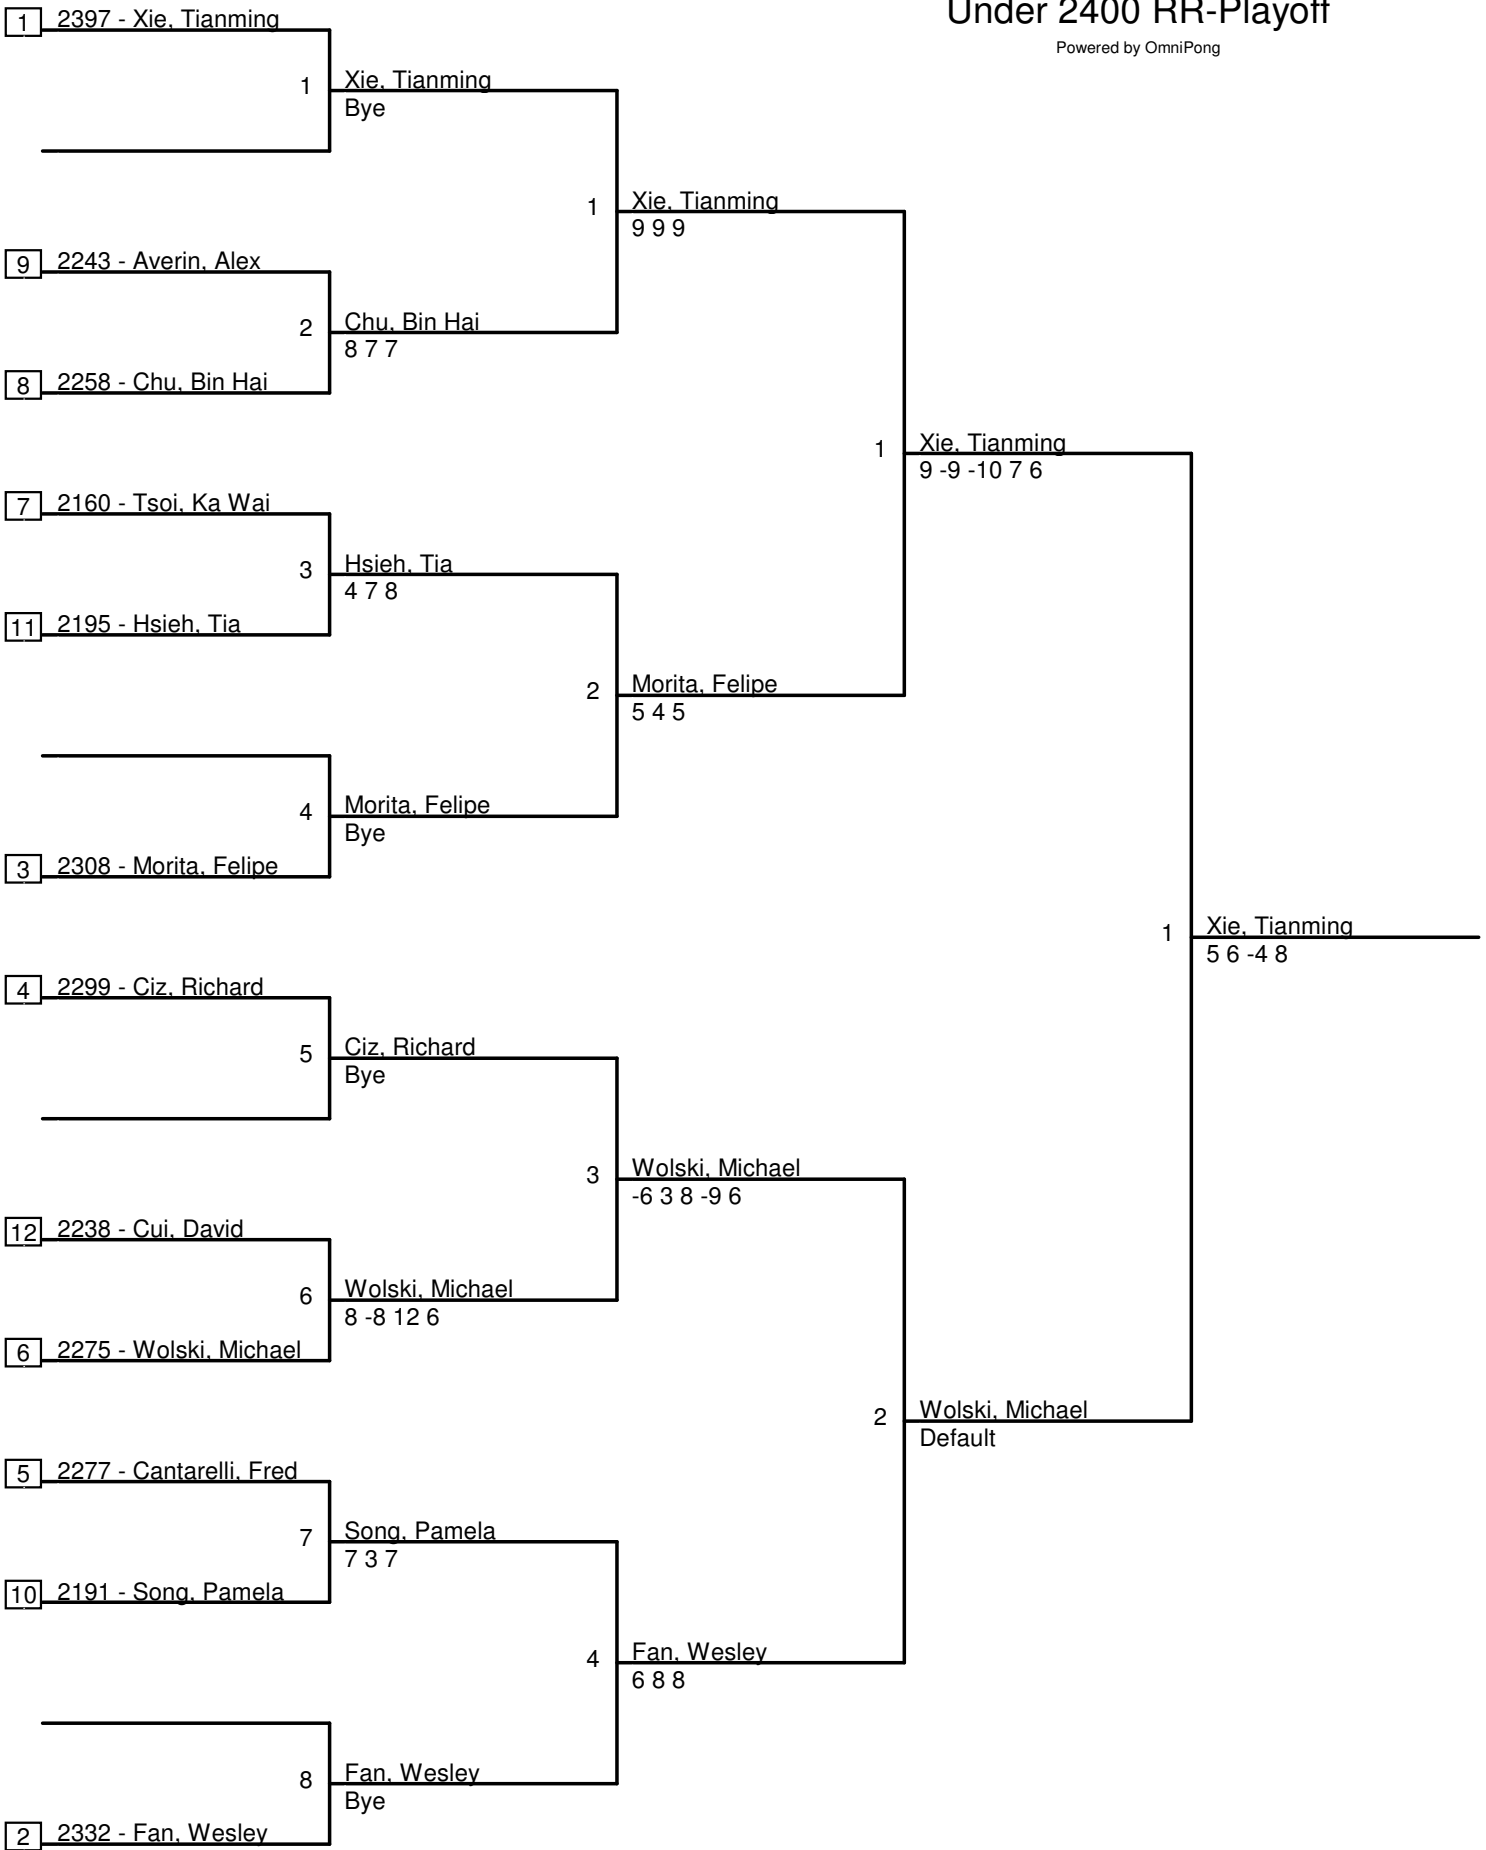 Under 2400 RR-Playoff
Powered by OmniPong
1 2397 - Xie, Tianming
1 Xie, Tianming
Bye
1 Xie, Tianming
9 9 9
9 2243 - Averin, Alex
2 Chu, Bin Hai
8 7 7
8 2258 - Chu, Bin Hai
1 Xie, Tianming
9 -9 -10 7 6
7 2160 - Tsoi, Ka Wai
3 Hsieh, Tia
4 7 8
11 2195 - Hsieh, Tia
2 Morita, Felipe
5 4 5
4 Morita, Felipe
Bye
3 2308 - Morita, Felipe
1 Xie, Tianming
5 6 -4 8
4 2299 - Ciz, Richard
5 Ciz, Richard
Bye
3 Wolski, Michael
-6 3 8 -9 6
12 2238 - Cui, David
6 Wolski, Michael
8 -8 12 6
6 2275 - Wolski, Michael
2 Wolski, Michael
Default
5 2277 - Cantarelli, Fred
7 Song, Pamela
7 3 7
10 2191 - Song, Pamela
4 Fan, Wesley
6 8 8
8 Fan, Wesley
Bye
2 2332 - Fan, Wesley